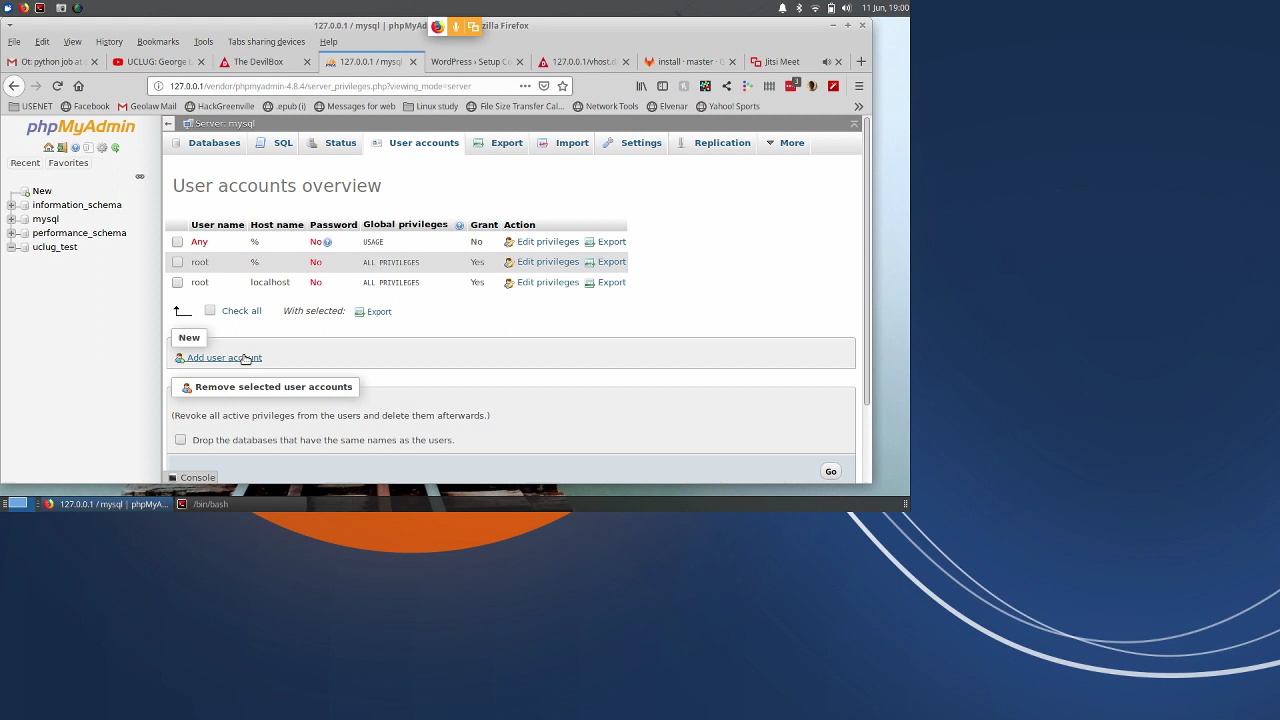 11 Jun, 19:00
127.0.0.1 / mysql | phpMyAd
zilla Firefox
File Edit View History Bookmarks Tools Tabs sharing devices Help
Ot: python job at
UCLUG: George
The DevilBox
127.0.0.1 / mysql
WordPress › Setup Co
127.0.0.1/vhost.d
install · master ·
Jitsi Meet
127.0.0.1/vendor/phpmyadmin-4.8.4/server_privileges.php?viewing_mode=server
3
USENET Facebook Geolaw Mail HackGreenville epub (i) Messages for web Linux study File Size Transfer Cal... Network Tools Elvenar Yahoo! Sports
phpMyAdmin
Recent Favorites
New
information_schema
mysql
performance_schema
uclug_test
Server: mysql
Databases SQL Status User accounts Export Import Settings Replication More
User accounts overview
User name Host name Password Global privileges Grant Action
Any % No USAGE No Edit privileges Export
root % No ALL PRIVILEGES Yes Edit privileges Export
root localhost No ALL PRIVILEGES Yes Edit privileges Export
Check all With selected: Export
New
Add user account
Remove selected user accounts
(Revoke all active privileges from the users and delete them afterwards.)
Drop the databases that have the same names as the users.
Go
Console
127.0.0.1 / mysql | phpMyA...
/bin/bash